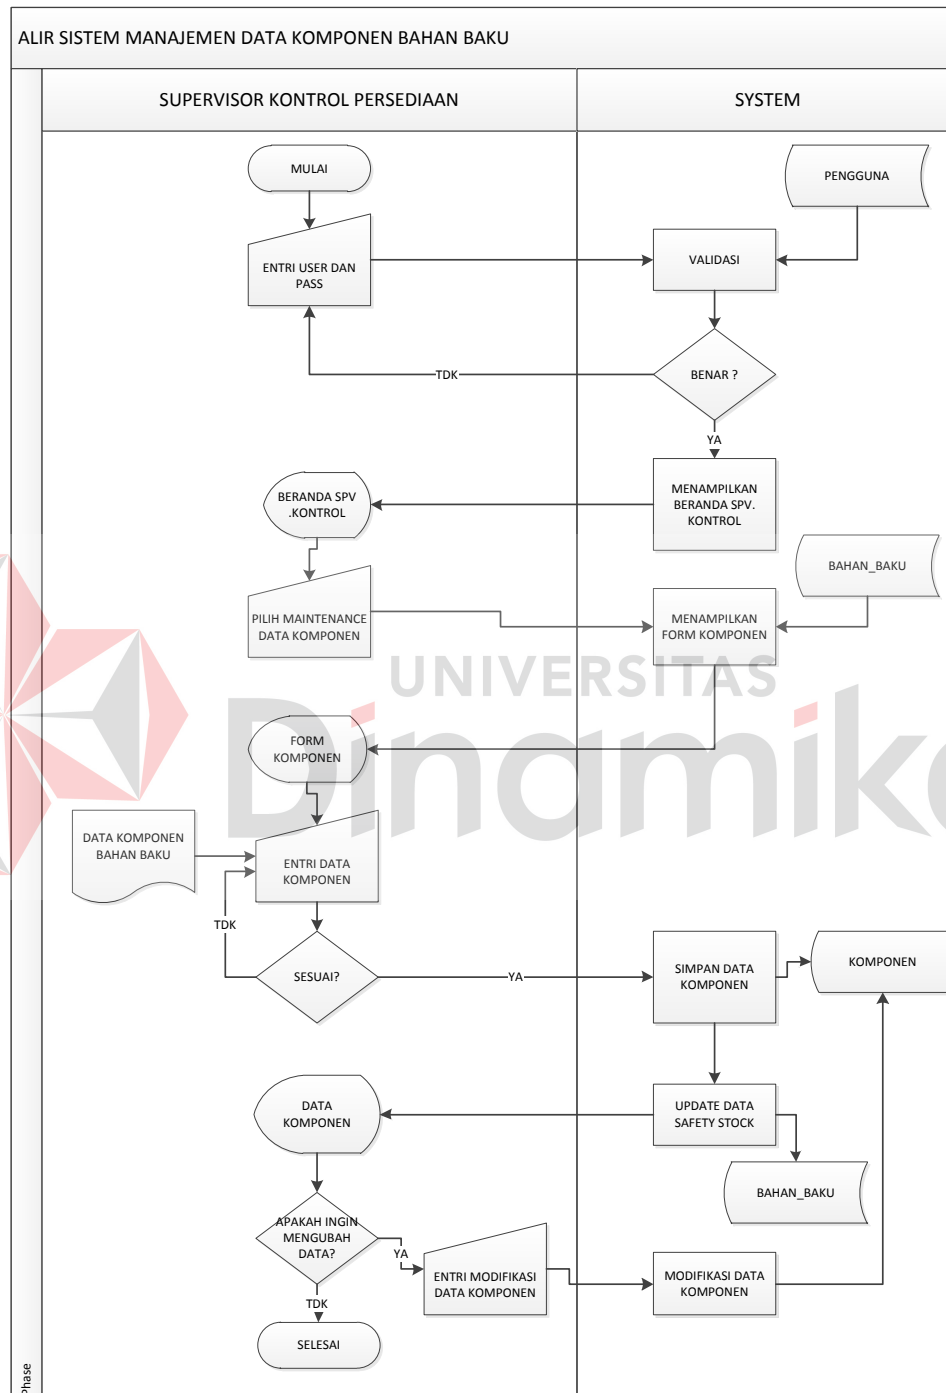 ALIR SISTEM MANAJEMEN DATA KOMPONEN BAHAN BAKU
SUPERVISOR KONTROL PERSEDIAAN
SYSTEM
MULAI
PENGGUNA
ENTRI USER DAN
PASS
VALIDASI
BENAR ?
TDK
YA
MENAMPILKAN
BERANDA SPV.
KONTROL
BERANDA SPV
.KONTROL
BAHAN_BAKU
PILIH MAINTENANCE
DATA KOMPONEN
MENAMPILKAN
FORM KOMPONEN
UNIVERSITAS
Dinamika
FORM
KOMPONEN
DATA KOMPONEN
BAHAN BAKU
ENTRI DATA
KOMPONEN
TDK
SESUAI?
YA
SIMPAN DATA
KOMPONEN
KOMPONEN
DATA
KOMPONEN
UPDATE DATA
SAFETY STOCK
BAHAN_BAKU
APAKAH INGIN
MENGUBAH
DATA?
YA
ENTRI MODIFIKASI
DATA KOMPONEN
MODIFIKASI DATA
KOMPONEN
TDK
SELESAI
Phase